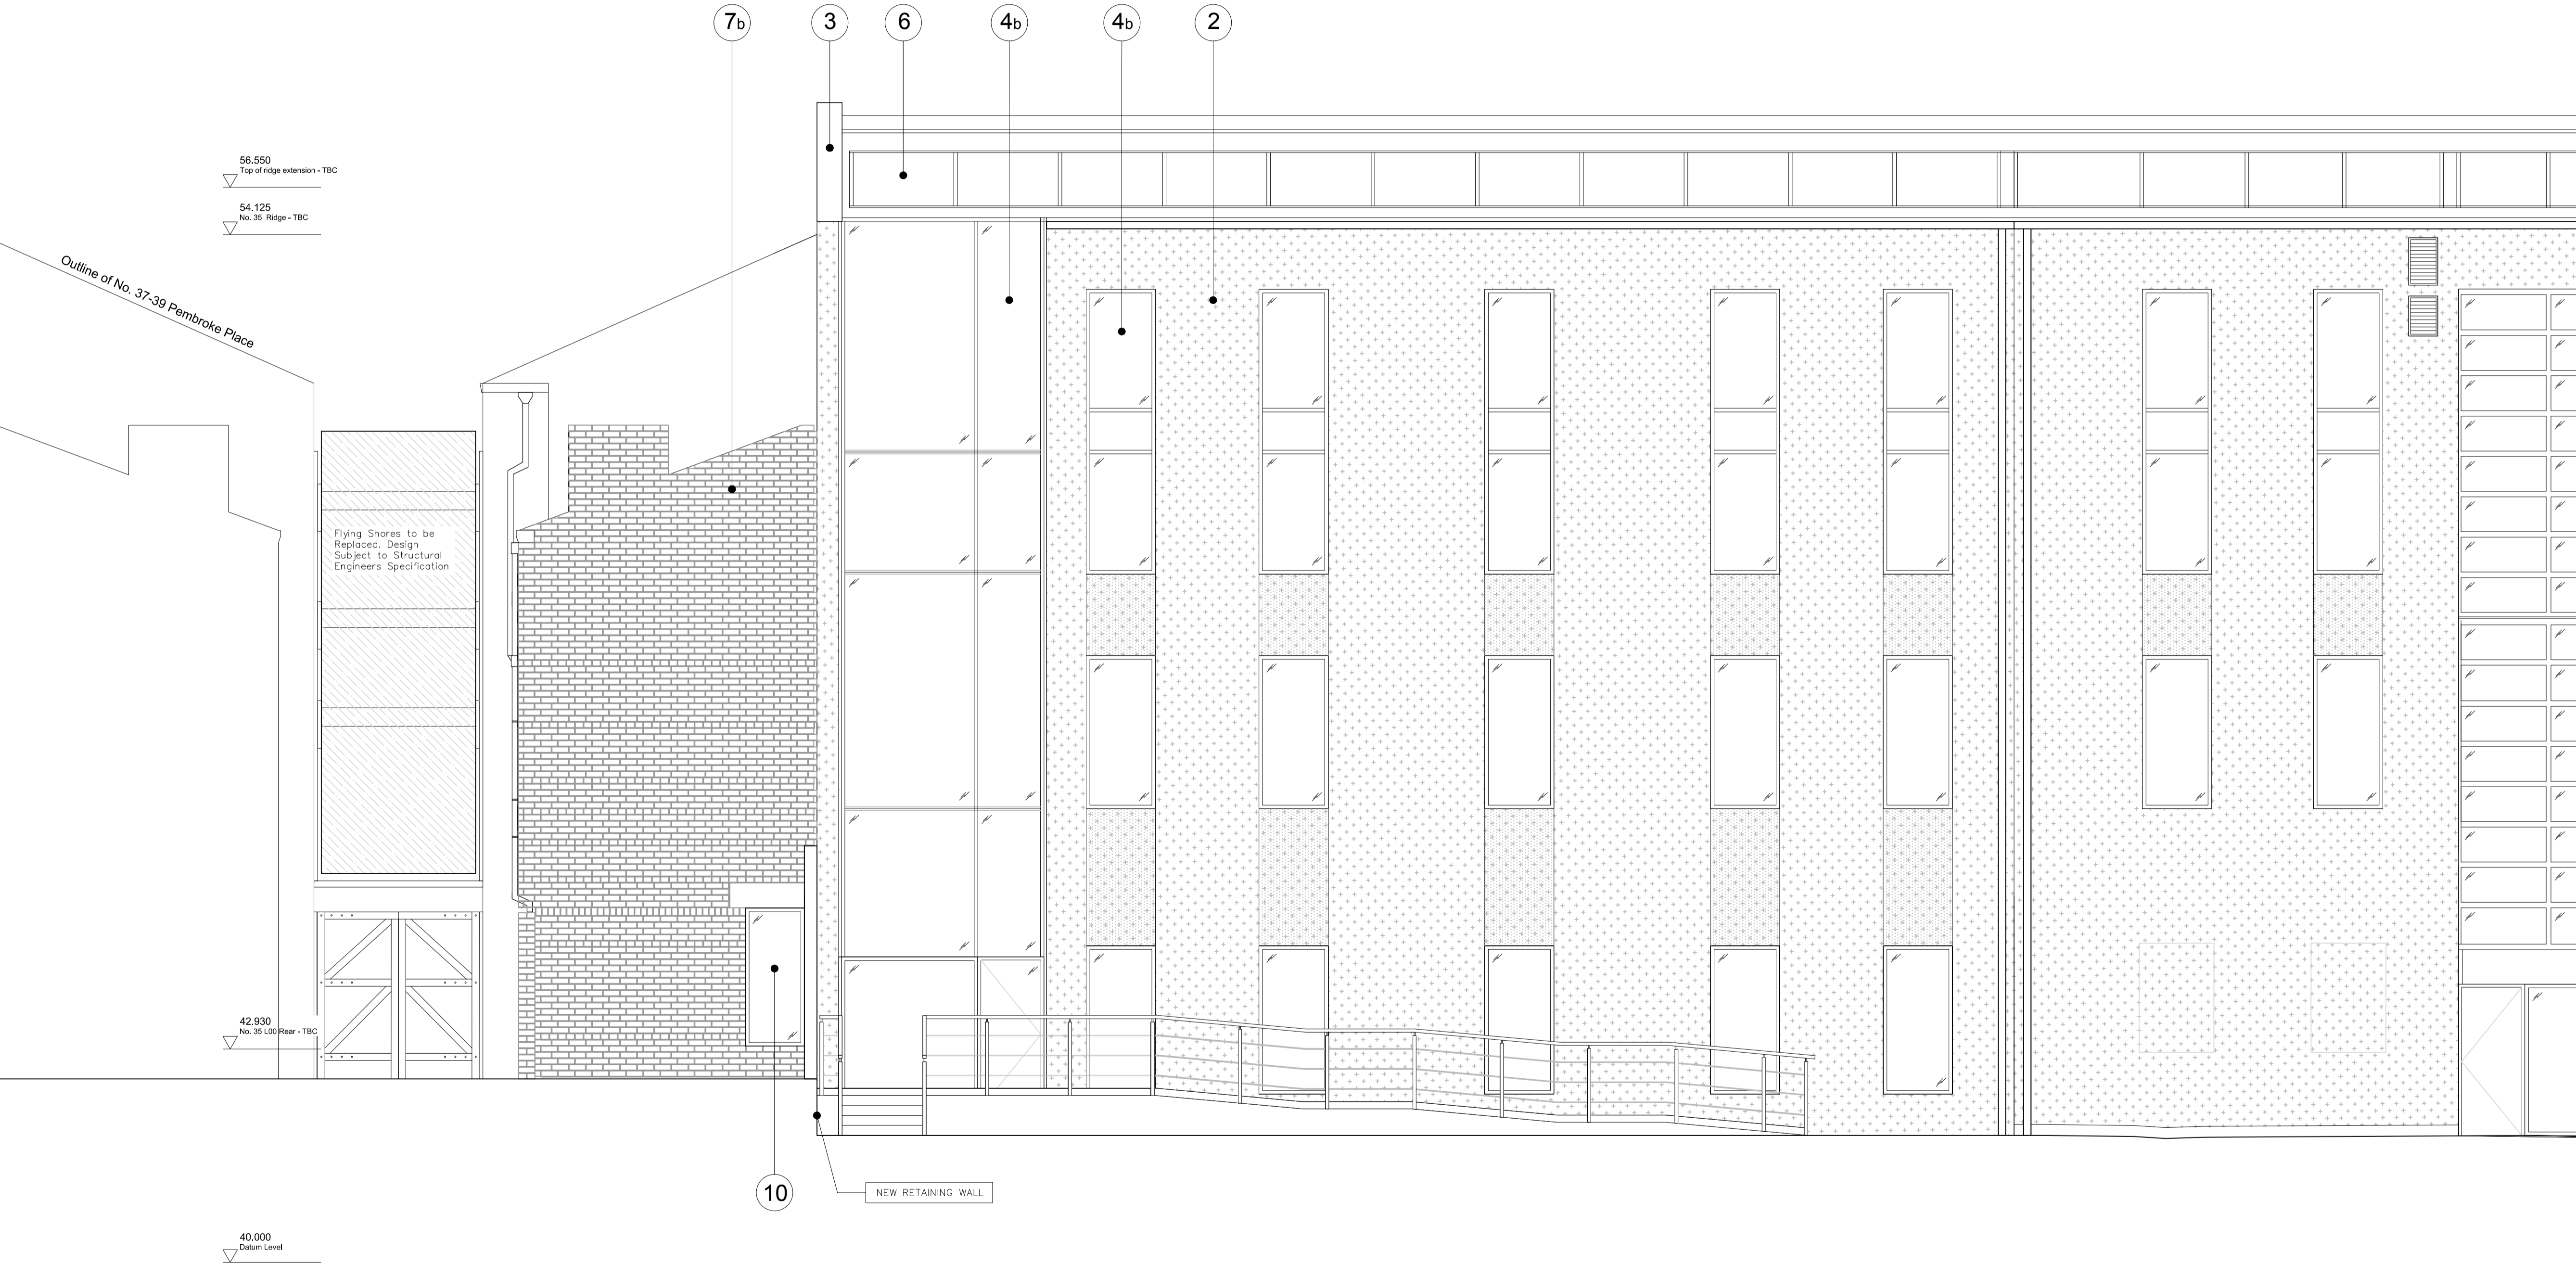 7b
3
6
4b
4b
2
56.550
Top of ridge extension - TBC
54.125
No. 35 Ridge - TBC
Outline of No. 37-39 Pembroke Place
Flying Shores to be
Replaced. Design
Subject to Structural
Engineers Specification
42.930
No. 35 L00 Rear - TBC
10
NEW RETAINING WALL
40.000
Datum Level